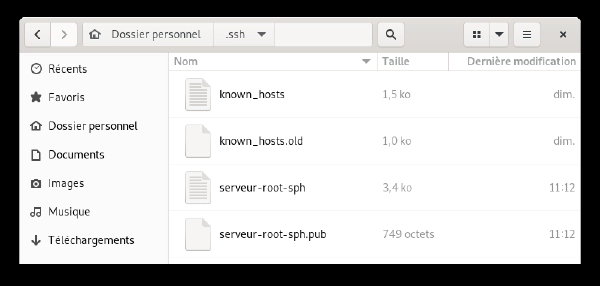 Dossier personnel .ssh
Nom Taille Dernière modification
Récents
Favoris
Dossier personnel
Documents
Images
Musique
Téléchargements
known_hosts 1,5 ko dim.
known_hosts.old 1,0 ko dim.
serveur-root-sph 3,4 ko 11:12
serveur-root-sph.pub 749 octets 11:12